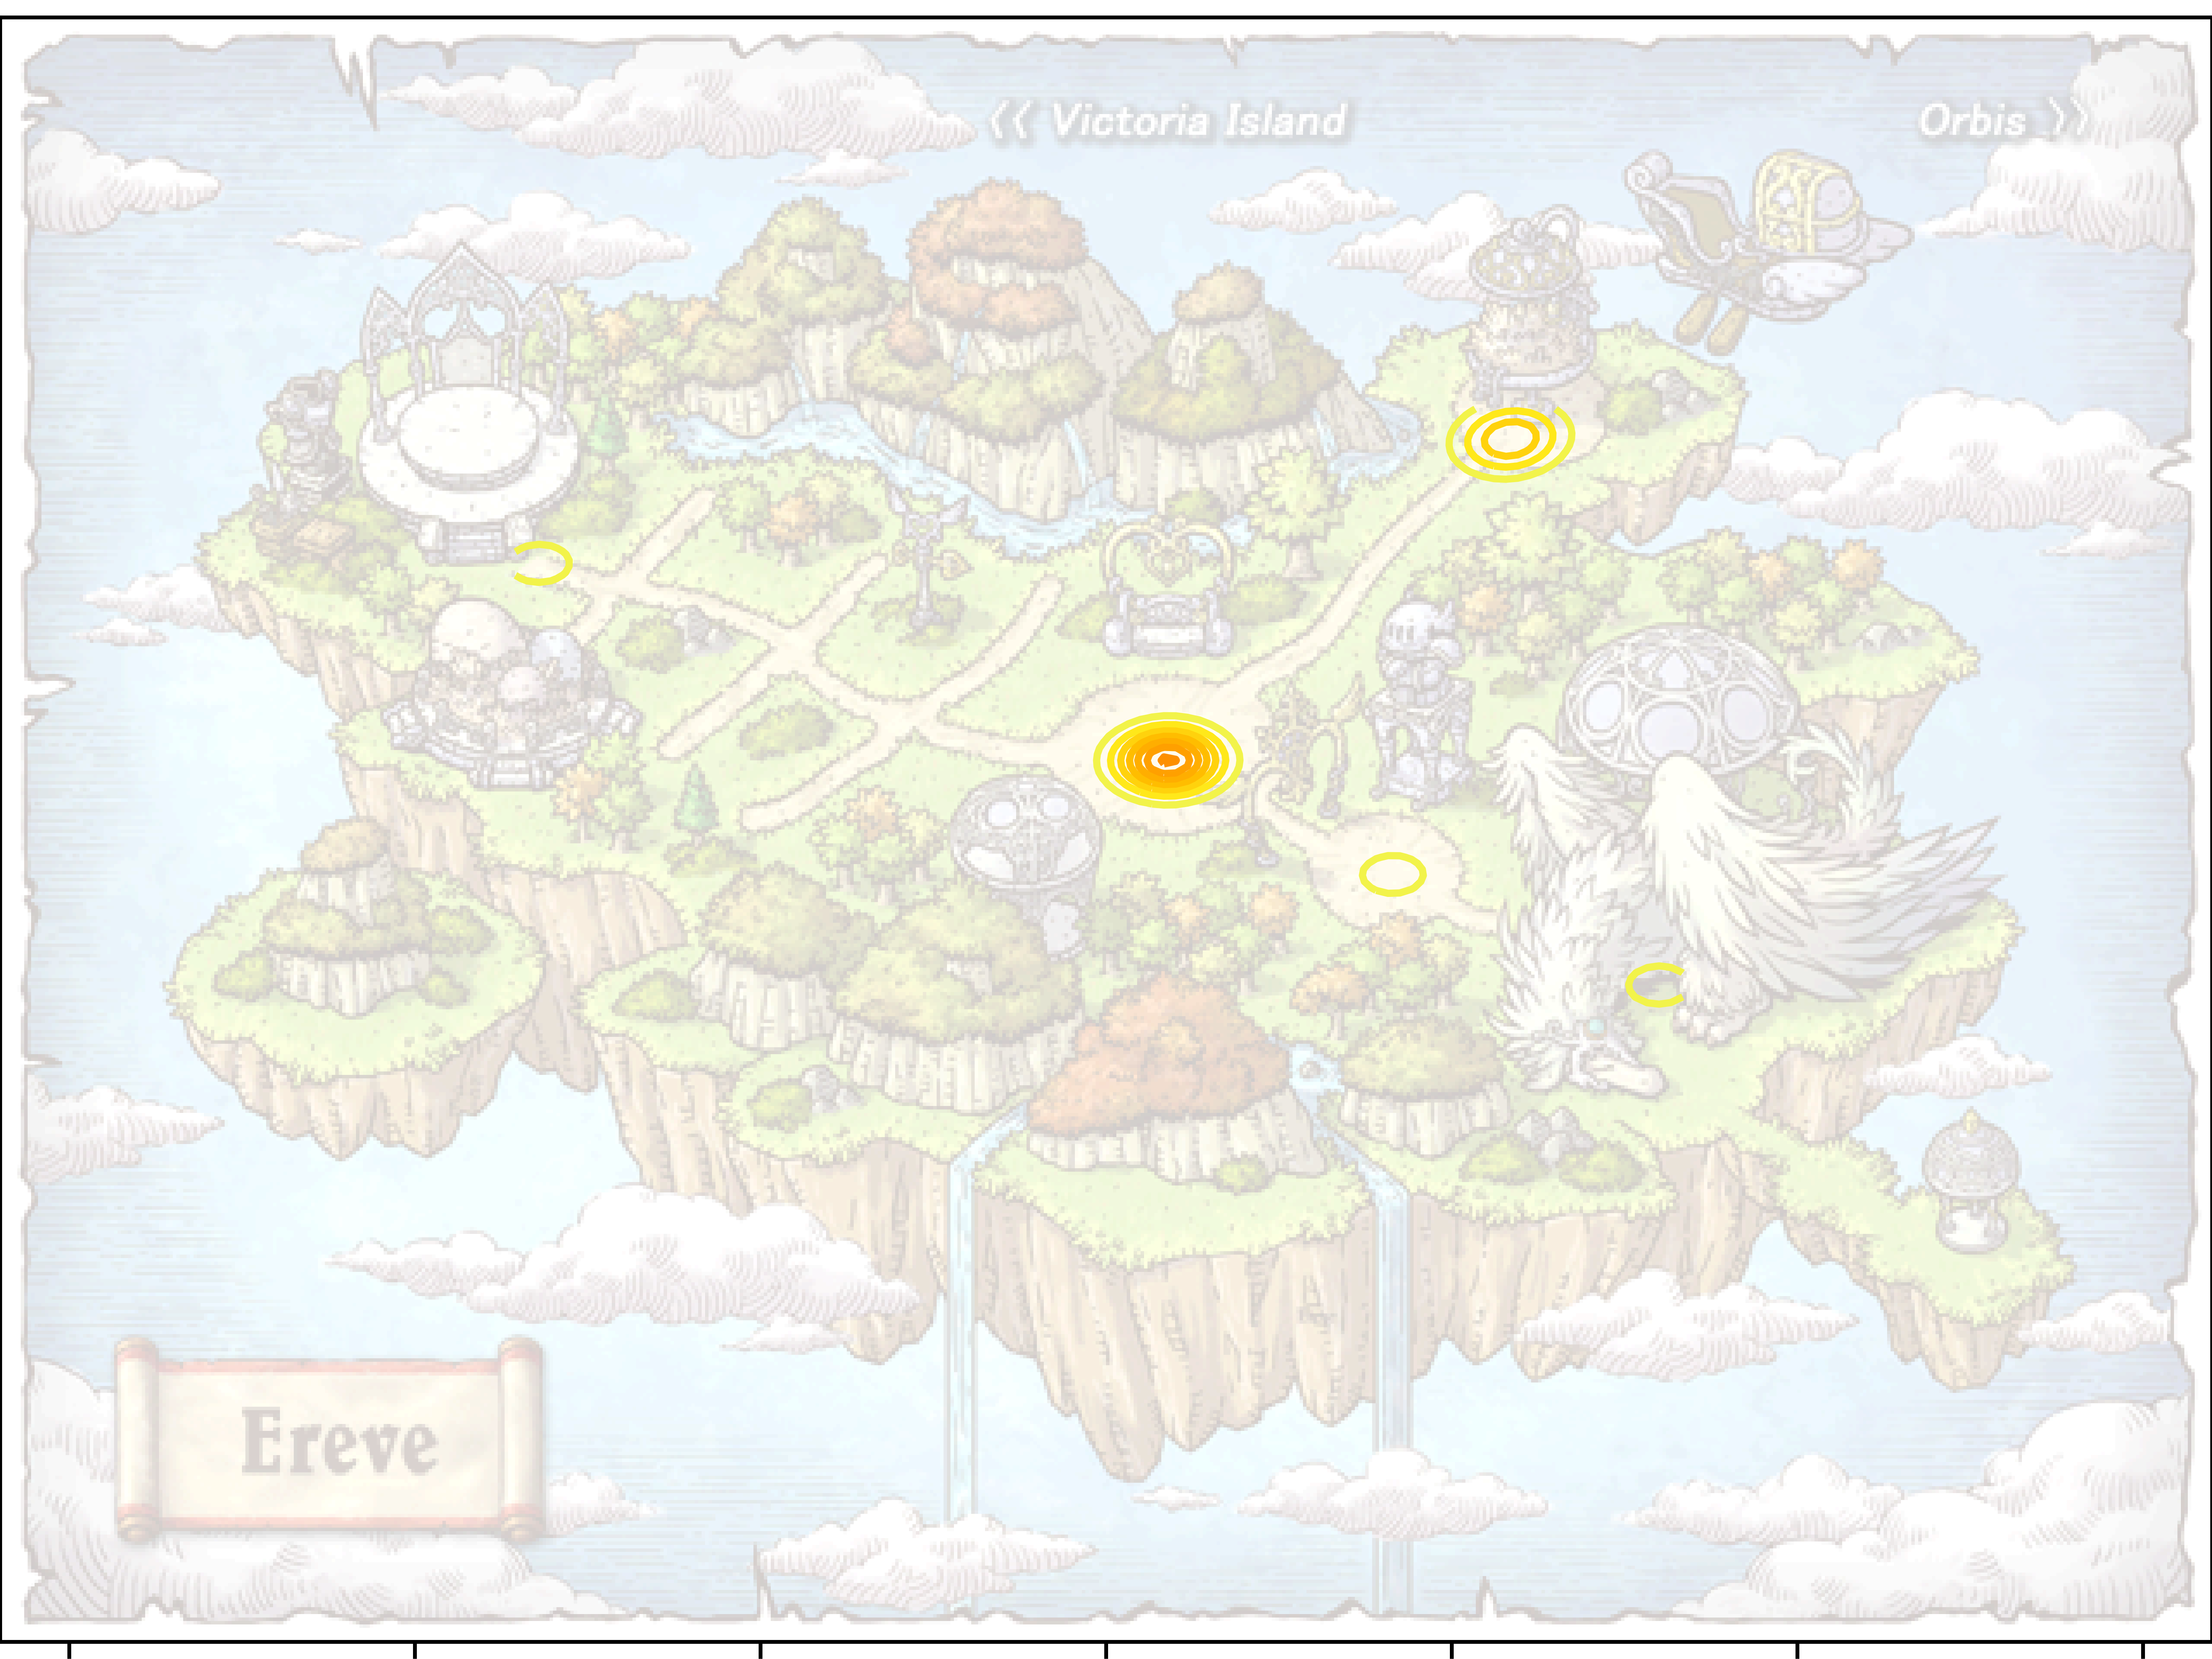 ⟨⟨ Victoria Island
Orbis ⟩⟩
Ereve